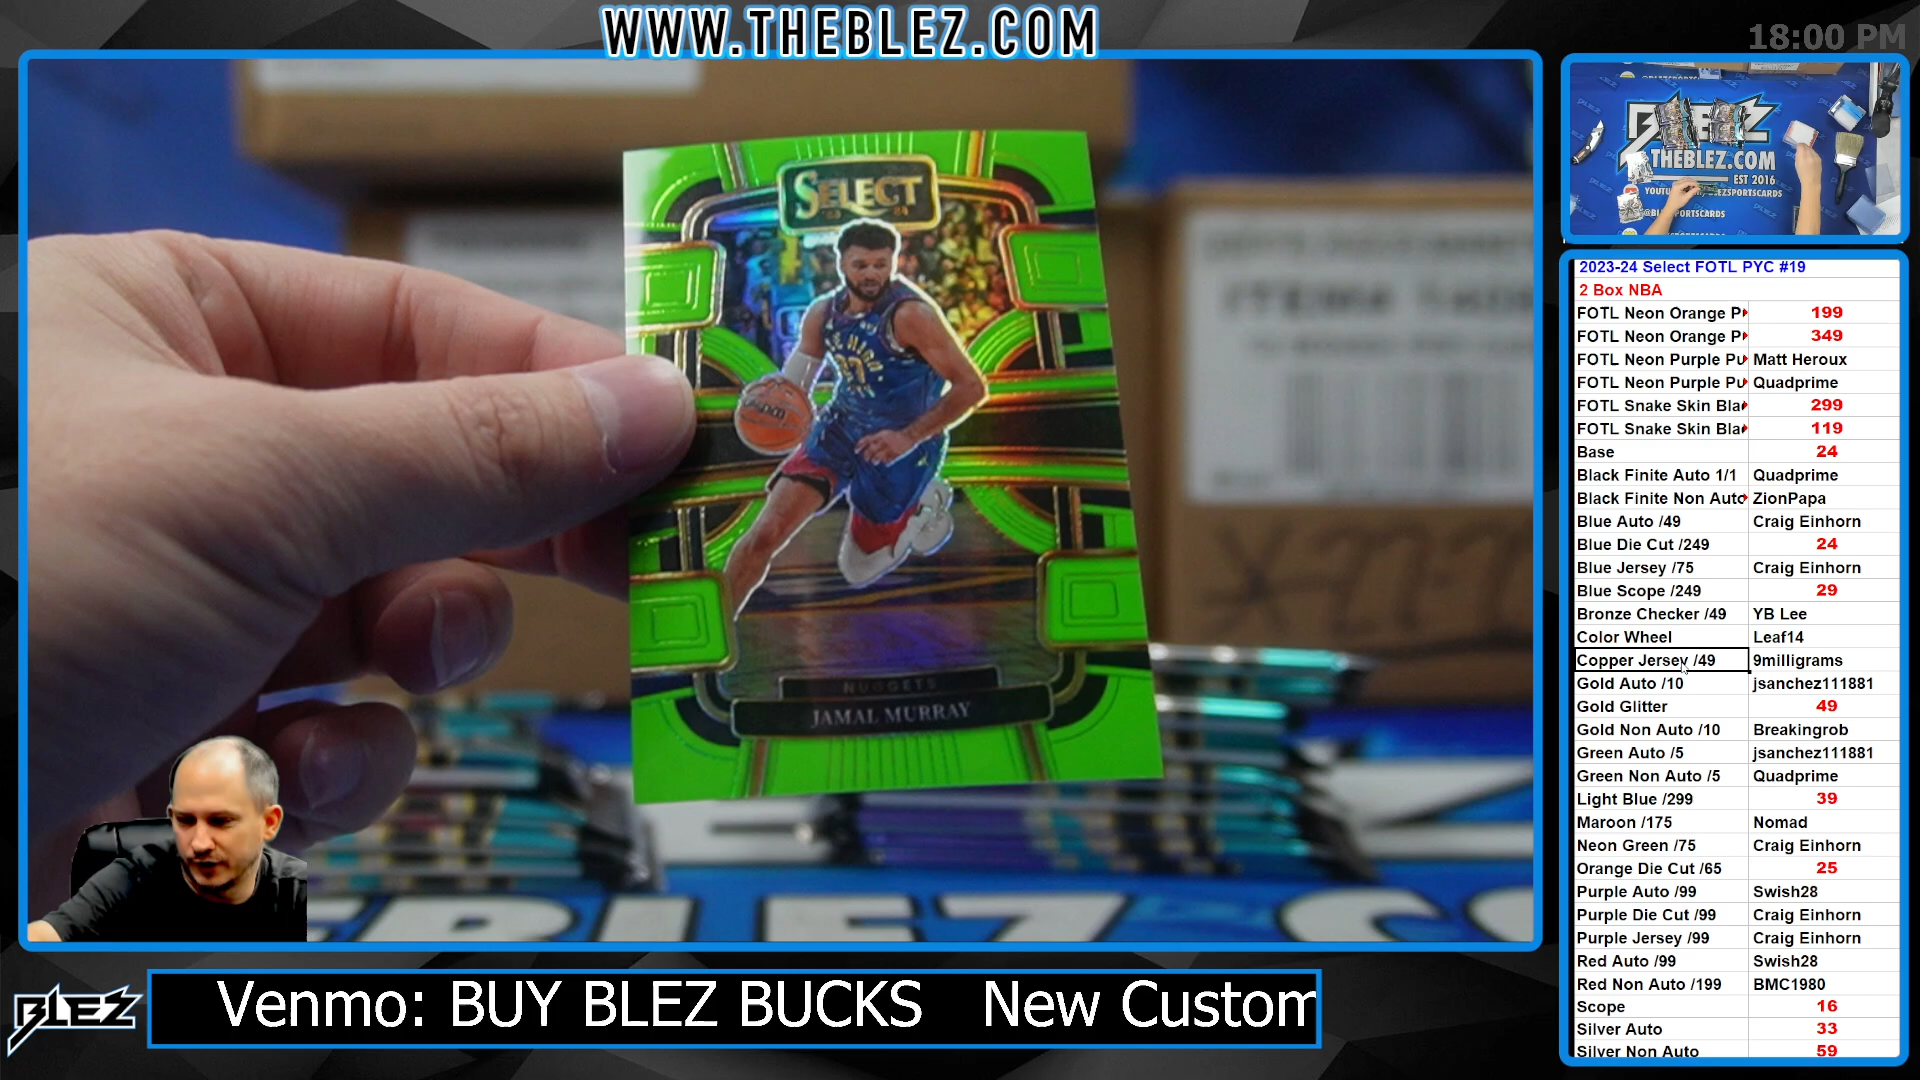 WWW.THEBLEZ.COM
18:00 PM
SELECT
NUGGETS
JAMAL MURRAY
BLEZ
THEBLEZ.COM
EST 2016
2023-24 Select FOTL PYC #19
2 Box NBA
FOTL Neon Orange P 199
FOTL Neon Orange P 349
FOTL Neon Purple Pu Matt Heroux
FOTL Neon Purple Pu Quadprime
FOTL Snake Skin Bla 299
FOTL Snake Skin Bla 119
Base 24
Black Finite Auto 1/1 Quadprime
Black Finite Non Auto ZionPapa
Blue Auto /49 Craig Einhorn
Blue Die Cut /249 24
Blue Jersey /75 Craig Einhorn
Blue Scope /249 29
Bronze Checker /49 YB Lee
Color Wheel Leaf14
Copper Jersey /49 9milligrams
Gold Auto /10 jsanchez111881
Gold Glitter 49
Gold Non Auto /10 Breakingrob
Green Auto /5 jsanchez111881
Green Non Auto /5 Quadprime
Light Blue /299 39
Maroon /175 Nomad
Neon Green /75 Craig Einhorn
Orange Die Cut /65 25
Purple Auto /99 Swish28
Purple Die Cut /99 Craig Einhorn
Purple Jersey /99 Craig Einhorn
Red Auto /99 Swish28
Red Non Auto /199 BMC1980
Scope 16
Silver Auto 33
Silver Non Auto 59
BLEZ
Venmo: BUY BLEZ BUCKS New Custom